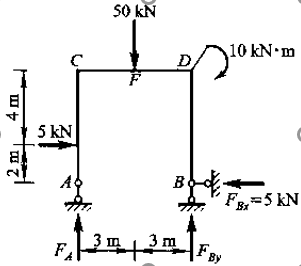 50 kN
C
D
10 kN·m
F
4 m
5 kN
2 m
A
B
F_Bx=5 kN
F_A
3 m
3 m
F_By